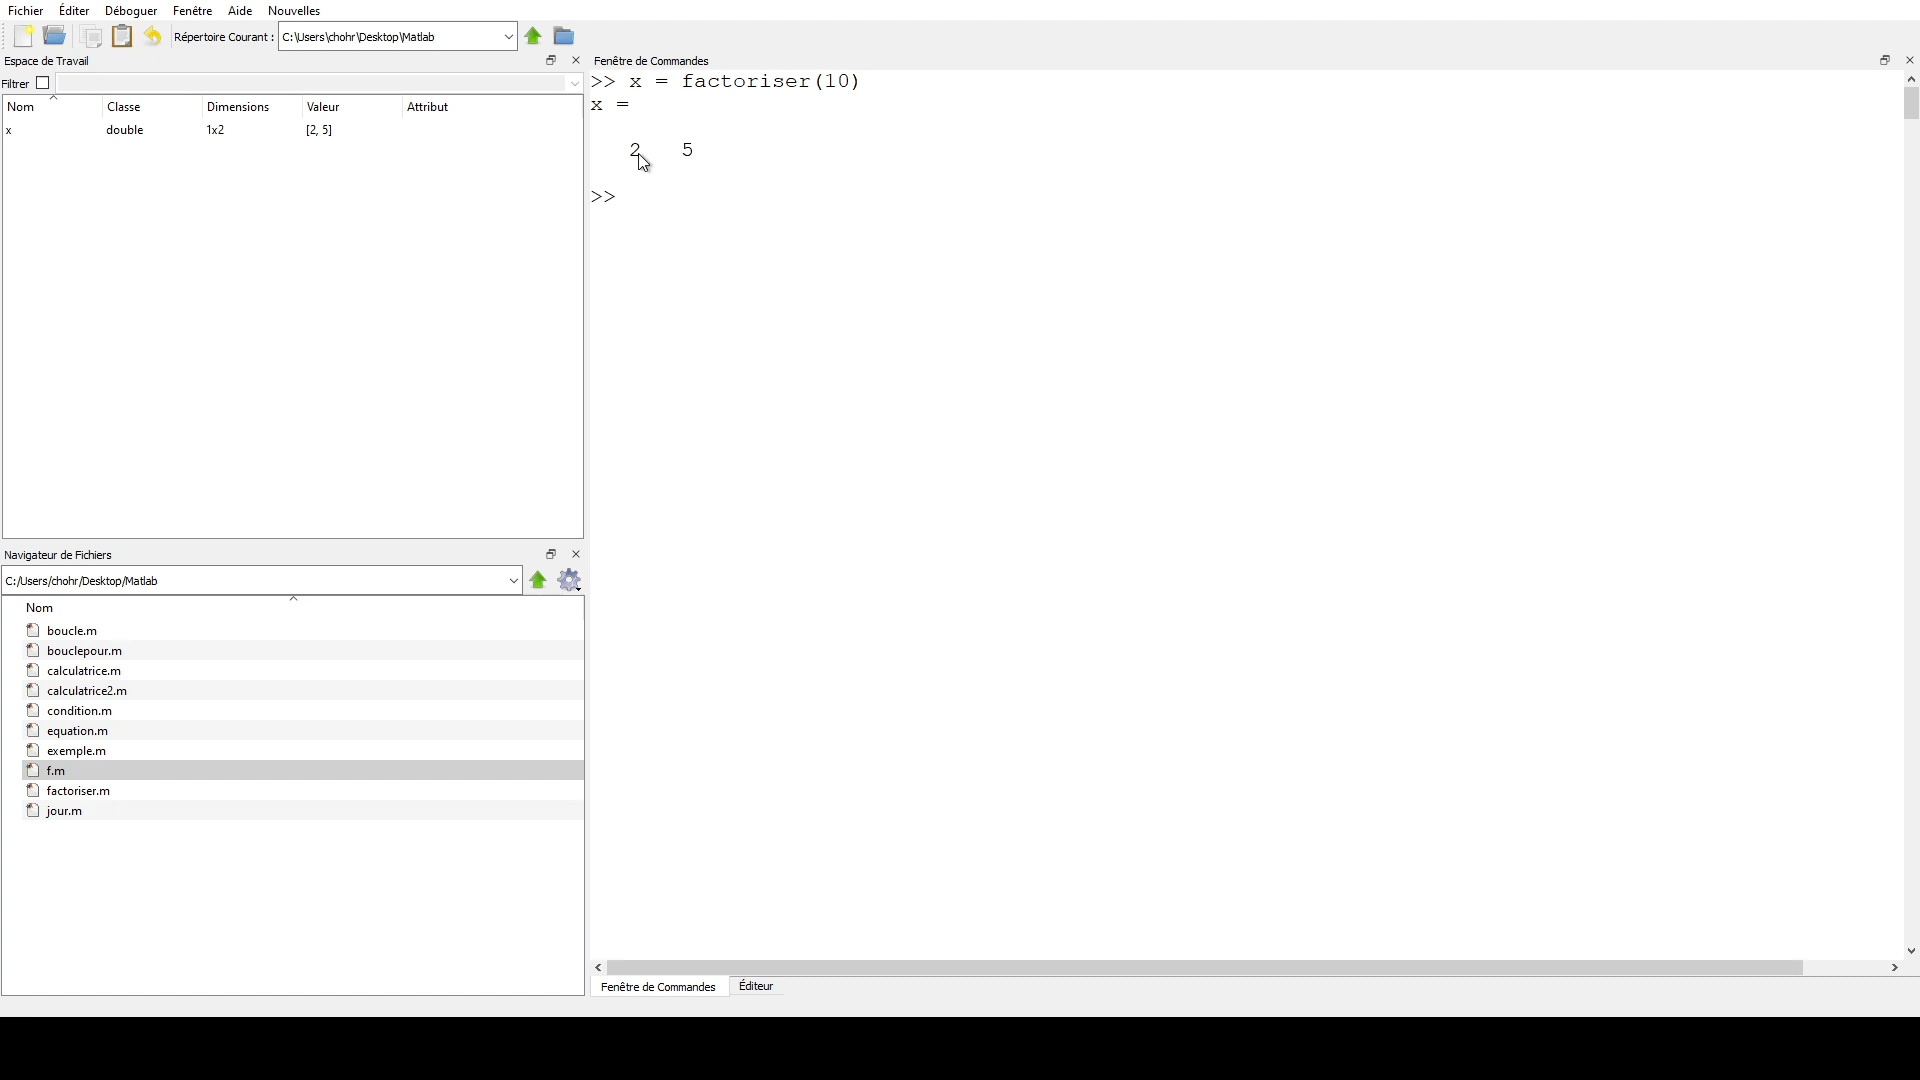 Fichier Éditer Déboguer Fenêtre Aide Nouvelles
Répertoire Courant : C:\Users\chohr\Desktop\Matlab
Espace de Travail
Filtrer
Nom Classe Dimensions Valeur Attribut
x double 1x2 [2, 5]
Navigateur de Fichiers
C:/Users/chohr/Desktop/Matlab
Nom
boucle.m
bouclepour.m
calculatrice.m
calculatrice2.m
condition.m
equation.m
exemple.m
f.m
factoriser.m
jour.m
Fenêtre de Commandes
>> x = factoriser(10)
x =
2 5
>>
Fenêtre de Commandes Éditeur